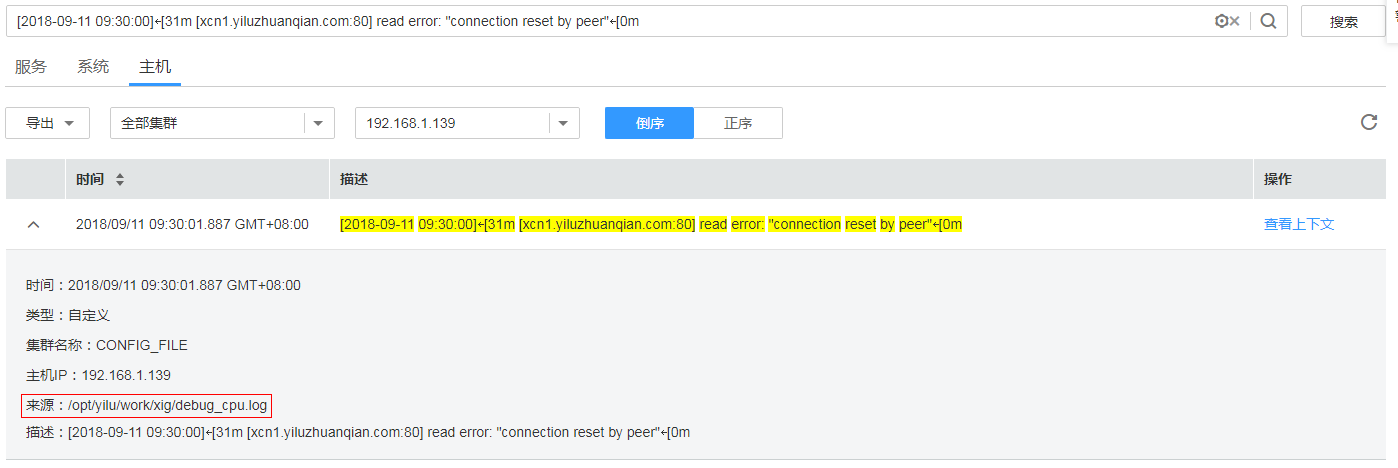 [2018-09-11 09:30:00]←[31m [xcn1.yiluzhuanqian.com:80] read error: "connection reset by peer"←[0m
搜索
服务 系统 主机
导出 全部集群 192.168.1.139 倒序 正序
时间 描述 操作
2018/09/11 09:30:01.887 GMT+08:00 [2018-09-11 09:30:00]←[31m [xcn1.yiluzhuanqian.com:80] read error: "connection reset by peer"←[0m 查看上下文
时间：2018/09/11 09:30:01.887 GMT+08:00
类型：自定义
集群名称：CONFIG_FILE
主机IP：192.168.1.139
来源：/opt/yilu/work/xig/debug_cpu.log
描述：[2018-09-11 09:30:00]←[31m [xcn1.yiluzhuanqian.com:80] read error: "connection reset by peer"←[0m